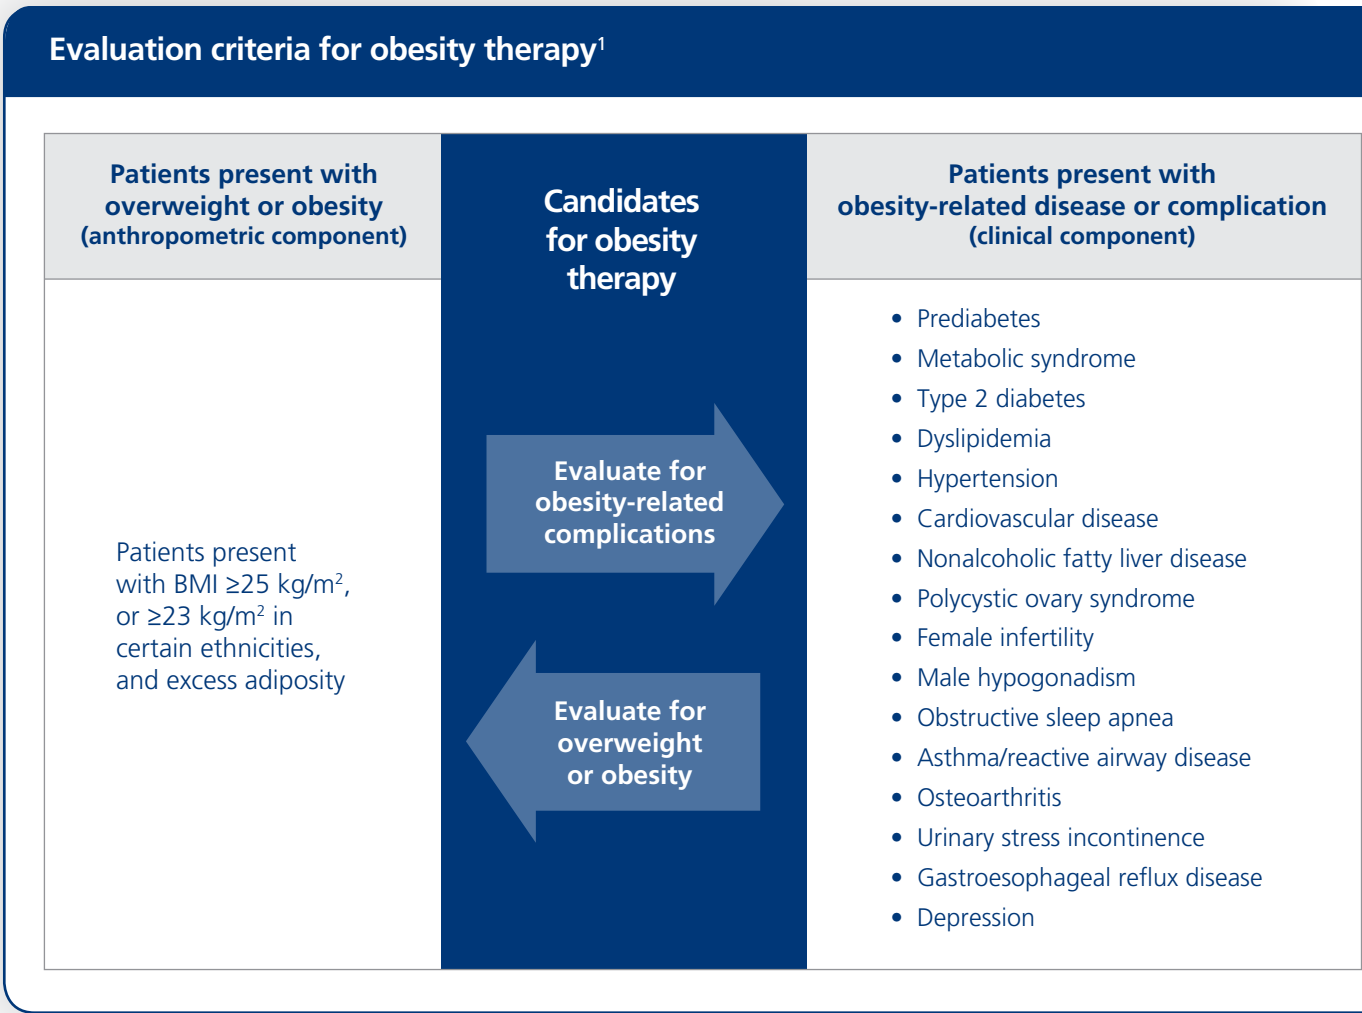 Evaluation criteria for obesity therapy¹
Patients present with
overweight or obesity
(anthropometric component)
Patients present
with BMI ≥25 kg/m²,
or ≥23 kg/m² in
certain ethnicities,
and excess adiposity
Candidates
for obesity
therapy
Evaluate for
obesity-related
complications
Evaluate for
overweight
or obesity
Patients present with
obesity-related disease or complication
(clinical component)
• Prediabetes
• Metabolic syndrome
• Type 2 diabetes
• Dyslipidemia
• Hypertension
• Cardiovascular disease
• Nonalcoholic fatty liver disease
• Polycystic ovary syndrome
• Female infertility
• Male hypogonadism
• Obstructive sleep apnea
• Asthma/reactive airway disease
• Osteoarthritis
• Urinary stress incontinence
• Gastroesophageal reflux disease
• Depression